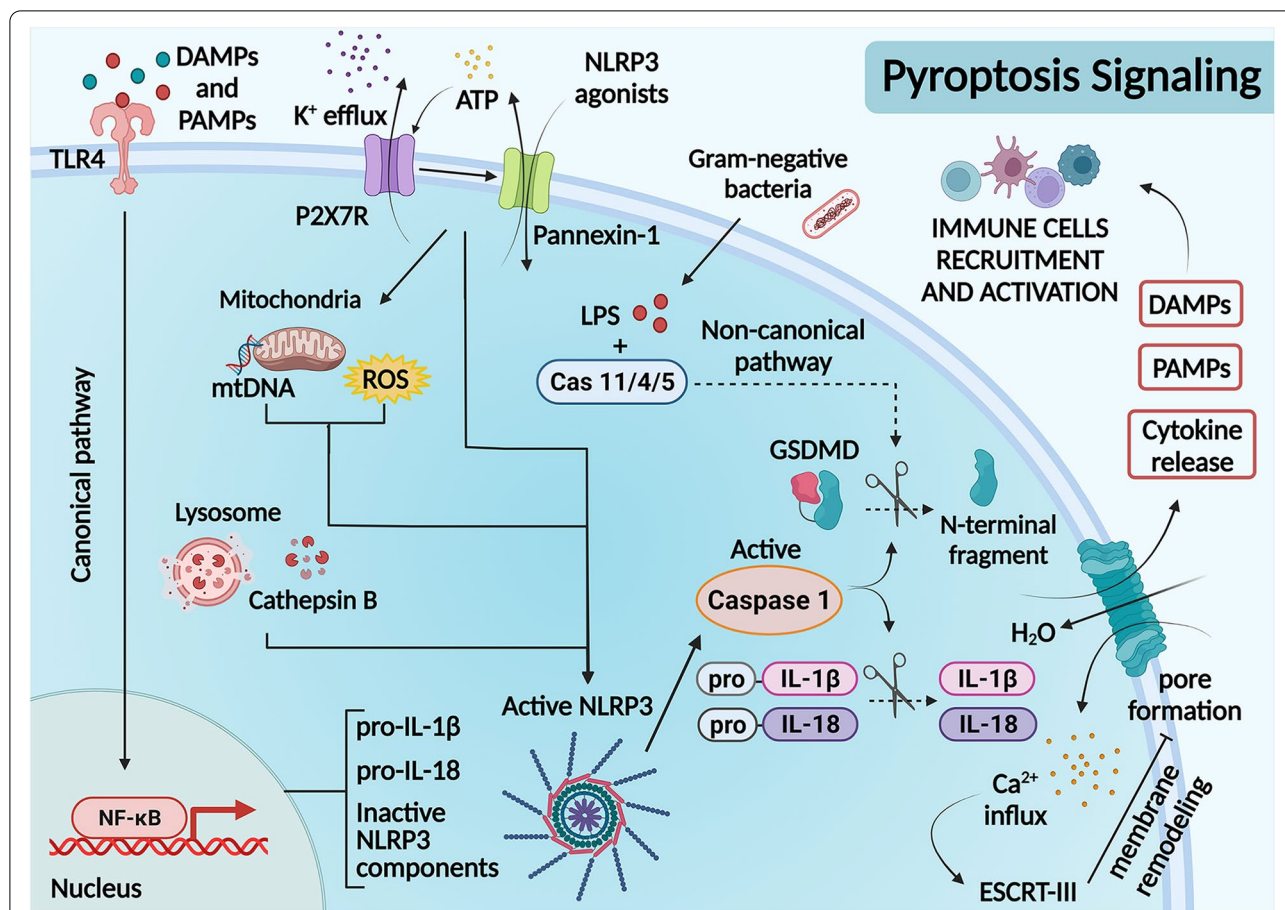 Pyroptosis Signaling
DAMPs
and
PAMPs
TLR4
K⁺ efflux
ATP
NLRP3
agonists
P2X7R
Pannexin-1
Gram-negative
bacteria
IMMUNE CELLS
RECRUITMENT
AND ACTIVATION
DAMPs
PAMPs
Cytokine
release
Canonical pathway
Mitochondria
mtDNA
ROS
LPS
+
Cas 11/4/5
Non-canonical
pathway
GSDMD
N-terminal
fragment
Lysosome
Cathepsin B
Active
Caspase 1
H₂O
pro
IL-1β
IL-1β
pro
IL-18
IL-18
pore
formation
Active NLRP3
pro-IL-1β
pro-IL-18
Inactive
NLRP3
components
NF-κB
Nucleus
Ca²⁺
influx
ESCRT-III
membrane
remodeling